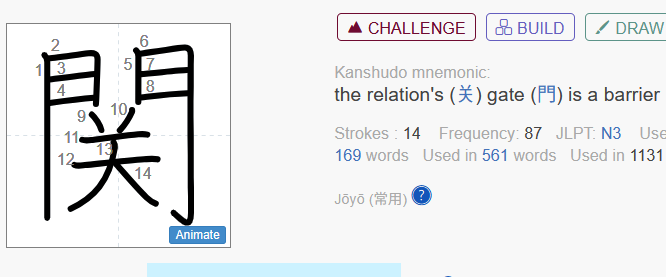 CHALLENGE BUILD DRAW
Kanshudo mnemonic:
the relation's (关) gate (門) is a barrier
Strokes : 14 Frequency: 87 JLPT: N3 Use
169 words Used in 561 words Used in 1131
Jōyō (常用) ?
関
1 2 3 4 5 6 7 8 9 10 11 12 13 14
Animate